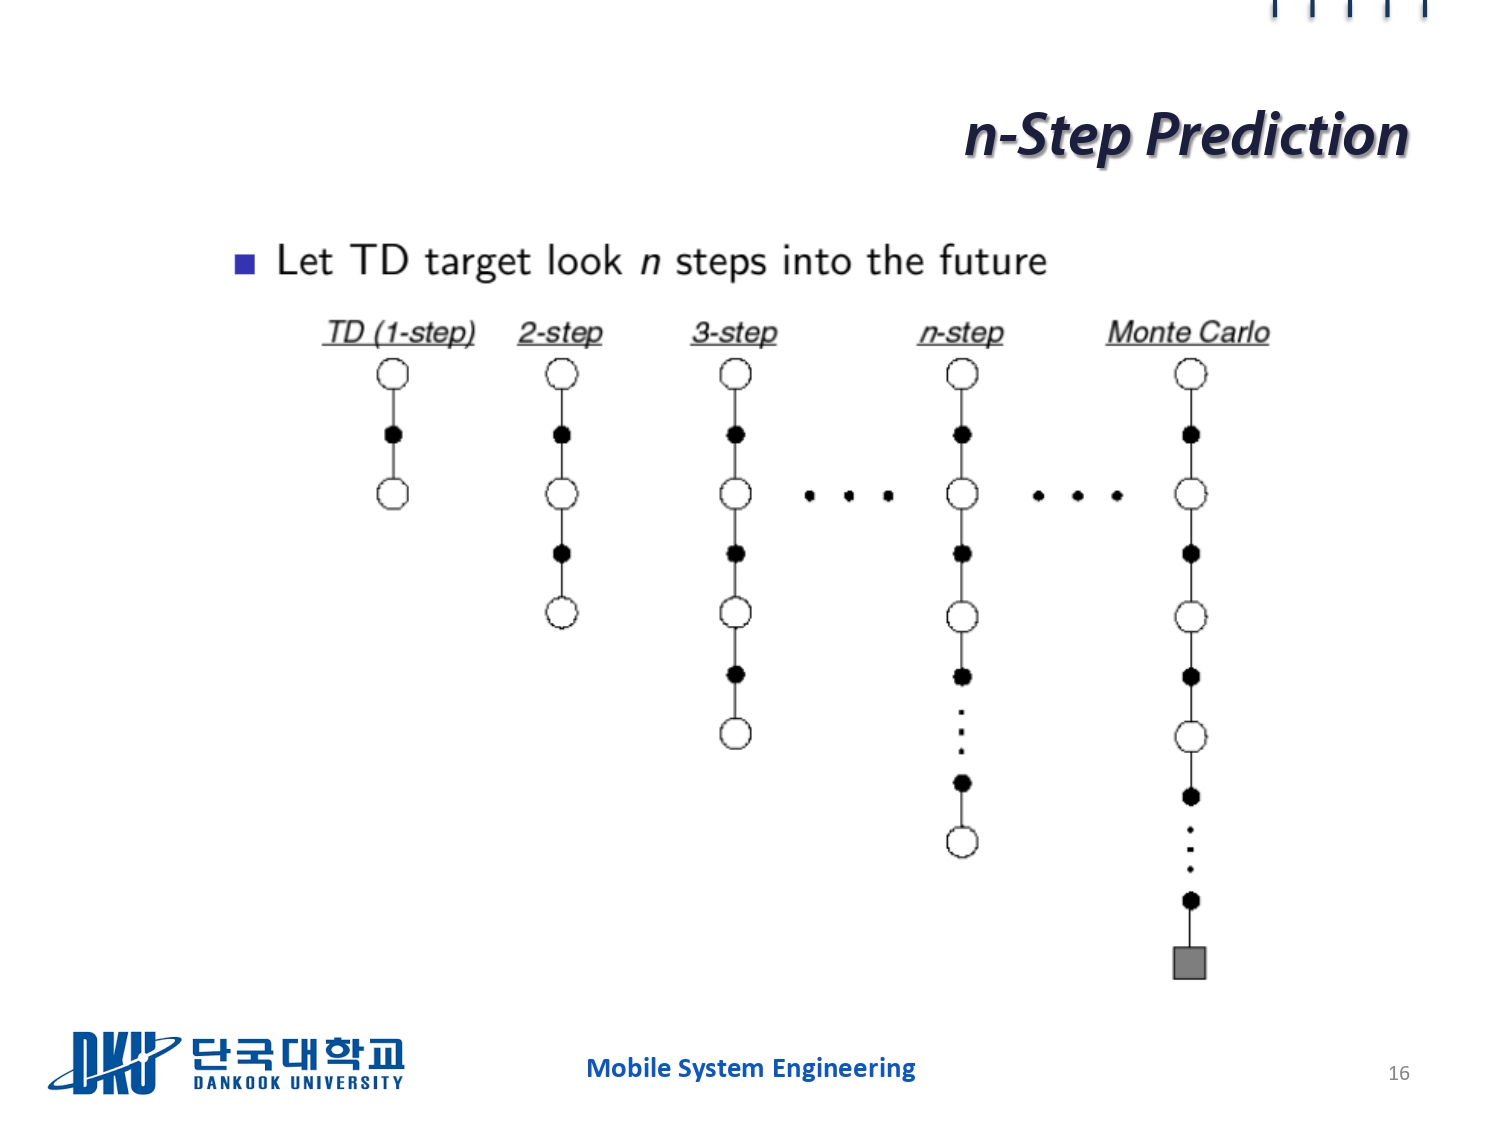 n-Step Prediction
Let TD target look n steps into the future
TD (1-step) 2-step 3-step n-step Monte Carlo
DKU 단국대학교
DANKOOK UNIVERSITY
Mobile System Engineering
16